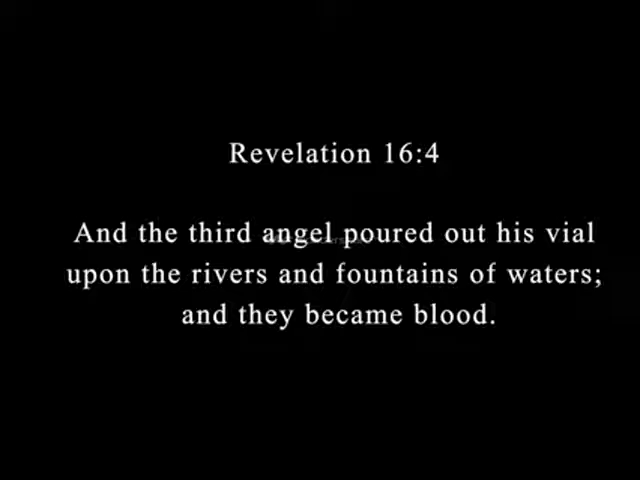 Revelation 16:4
And the third angel poured out his vial
upon the rivers and fountains of waters;
and they became blood.